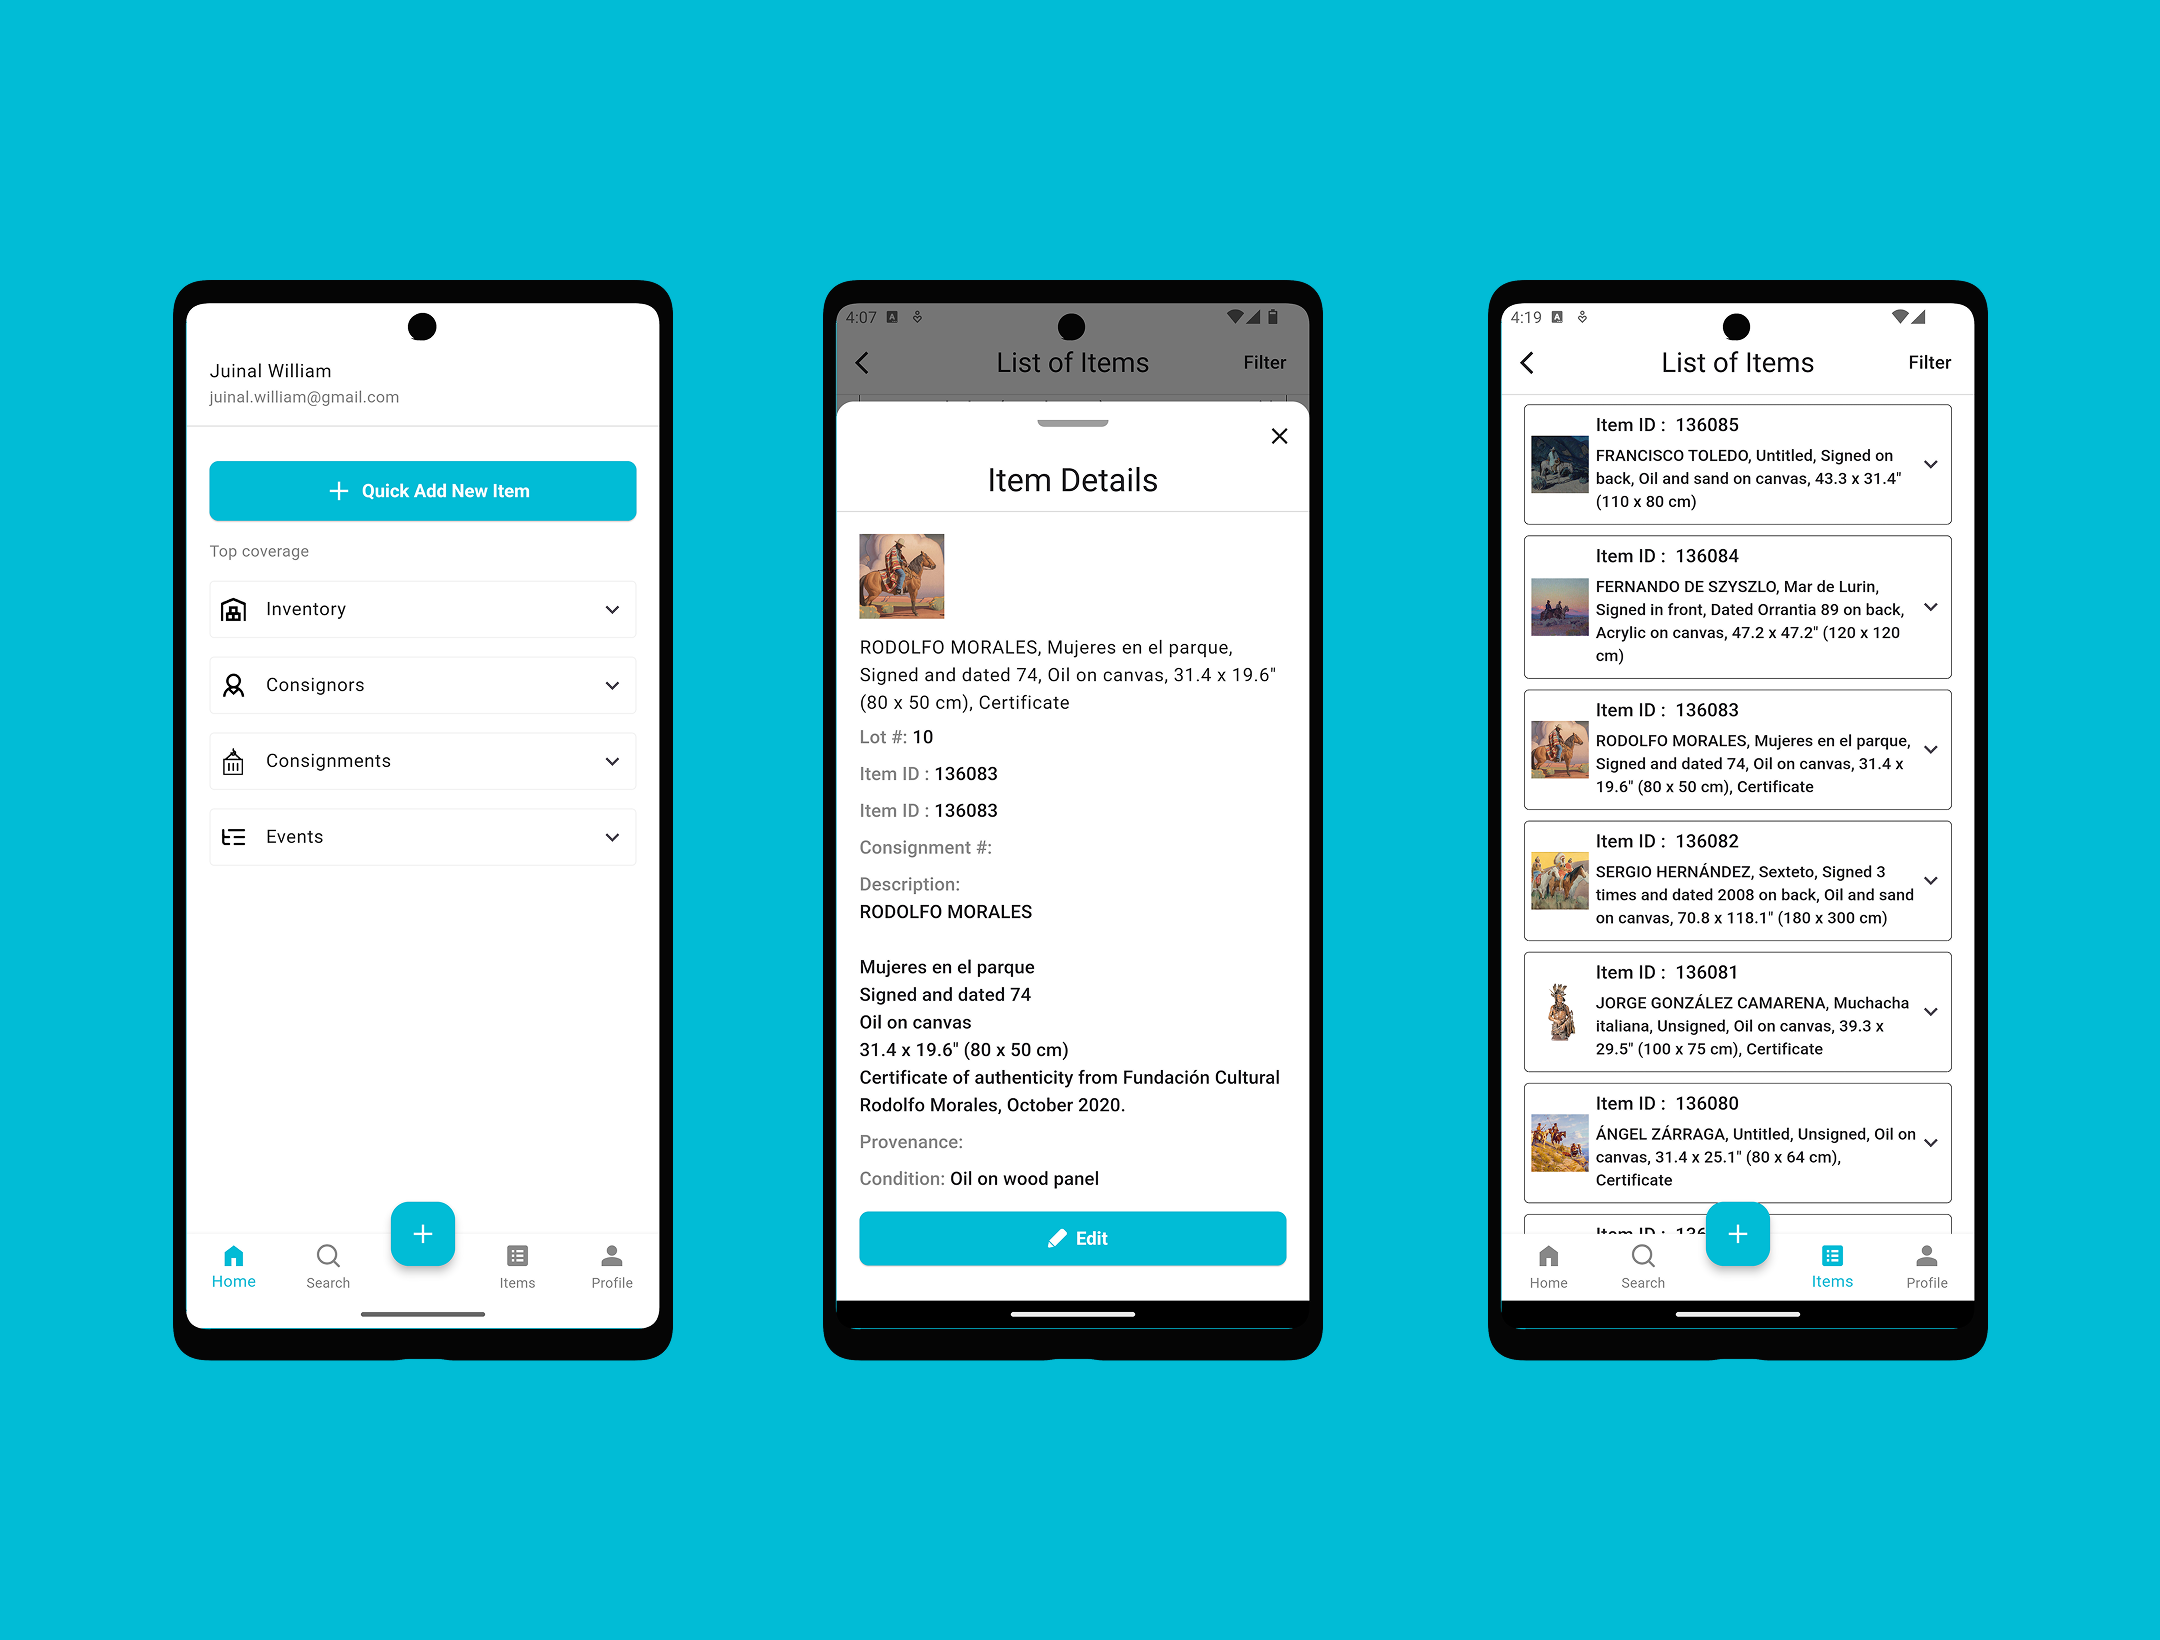 Juinal William
juinal.william@gmail.com
Quick Add New Item
Top coverage
Inventory
Consignors
Consignments
Events
Home
Search
Items
Profile
4:07
List of Items
Filter
Item Details
RODOLFO MORALES, Mujeres en el parque,
Signed and dated 74, Oil on canvas, 31.4 x 19.6"
(80 x 50 cm), Certificate
Lot #: 10
Item ID : 136083
Item ID : 136083
Consignment #:
Description:
RODOLFO MORALES
Mujeres en el parque
Signed and dated 74
Oil on canvas
31.4 x 19.6" (80 x 50 cm)
Certificate of authenticity from Fundación Cultural
Rodolfo Morales, October 2020.
Provenance:
Condition: Oil on wood panel
Edit
4:19
List of Items
Filter
Item ID : 136085
FRANCISCO TOLEDO, Untitled, Signed on
back, Oil and sand on canvas, 43.3 x 31.4"
(110 x 80 cm)
Item ID : 136084
FERNANDO DE SZYSZLO, Mar de Lurin,
Signed in front, Dated Orrantia 89 on back,
Acrylic on canvas, 47.2 x 47.2" (120 x 120
cm)
Item ID : 136083
RODOLFO MORALES, Mujeres en el parque,
Signed and dated 74, Oil on canvas, 31.4 x
19.6" (80 x 50 cm), Certificate
Item ID : 136082
SERGIO HERNÁNDEZ, Sexteto, Signed 3
times and dated 2008 on back, Oil and sand
on canvas, 70.8 x 118.1" (180 x 300 cm)
Item ID : 136081
JORGE GONZÁLEZ CAMARENA, Muchacha
italiana, Unsigned, Oil on canvas, 39.3 x
29.5" (100 x 75 cm), Certificate
Item ID : 136080
ÁNGEL ZÁRRAGA, Untitled, Unsigned, Oil on
canvas, 31.4 x 25.1" (80 x 64 cm),
Certificate
Item ID : 136
Home
Search
Items
Profile